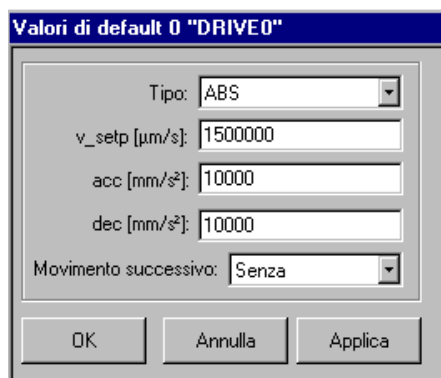 Valori di default 0 "DRIVE0"
Tipo: ABS
v_setp [µm/s]: 1500000
acc [mm/s²]: 10000
dec [mm/s²]: 10000
Movimento successivo: Senza
OK Annulla Applica